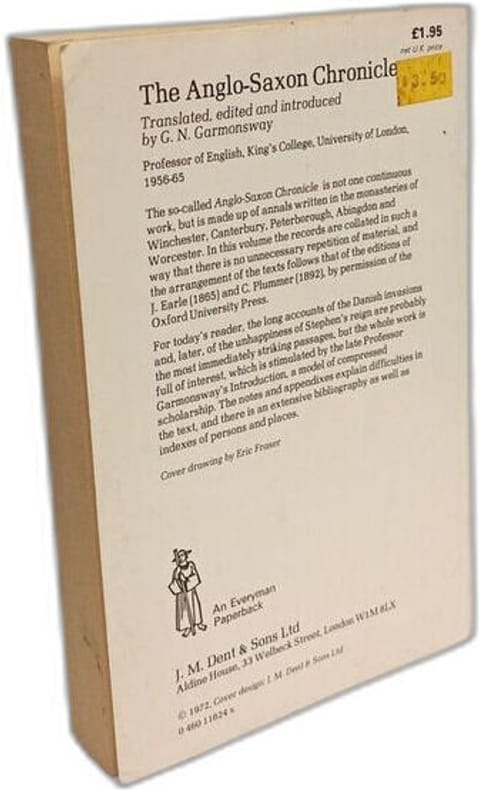 £1.95
net U.K. price
$3.50
The Anglo-Saxon Chronicle
Translated, edited and introduced
by G. N. Garmonsway
Professor of English, King's College, University of London,
1956-65
The so-called Anglo-Saxon Chronicle is not one continuous
work, but is made up of annals written in the monasteries of
Winchester, Canterbury, Peterborough, Abingdon and
Worcester. In this volume the records are collated in such a
way that there is no unnecessary repetition of material, and
the arrangement of the texts follows that of the editions of
J. Earle (1865) and C. Plummer (1892), by permission of the
Oxford University Press.
For today's reader, the long accounts of the Danish invasions
and, later, of the unhappiness of Stephen's reign are probably
the most immediately striking passages, but the whole work is
full of interest, which is stimulated by the late Professor
Garmonsway's Introduction, a model of compressed
scholarship. The notes and appendixes explain difficulties in
the text, and there is an extensive bibliography as well as
indexes of persons and places.
Cover drawing by Eric Fraser
An Everyman
Paperback
J. M. Dent & Sons Ltd
Aldine House, 33 Welbeck Street, London W1M 8LX
© 1972, Cover design: J. M. Dent & Sons Ltd
0 460 11624 x